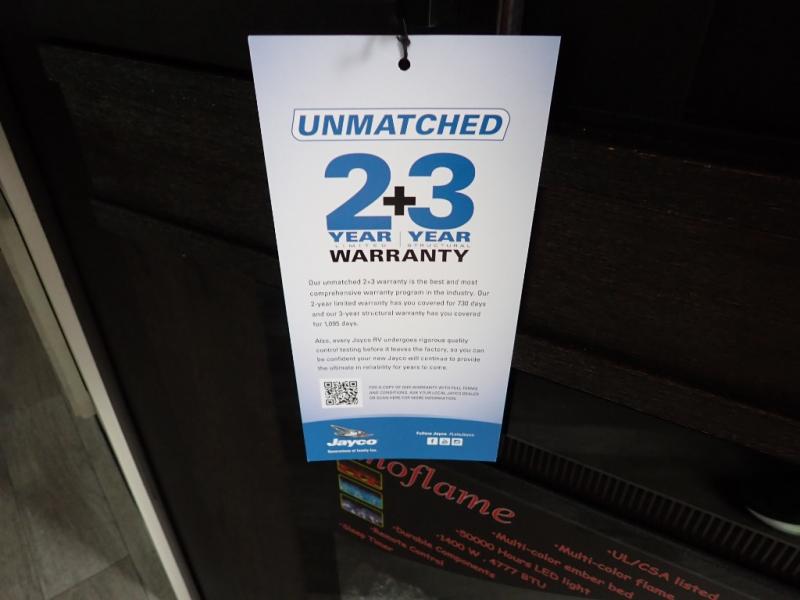 UNMATCHED
2+3
YEAR | YEAR
LIMITED | STRUCTURAL
WARRANTY
Our unmatched 2+3 warranty is the best and most
comprehensive warranty program in the industry. Our
2-year limited warranty has you covered for 730 days
and our 3-year structural warranty has you covered
for 1,095 days.
Also, every Jayco RV undergoes rigorous quality
control testing before it leaves the factory, so you can
be confident your new Jayco will continue to provide
the ultimate in reliability for years to come.
FOR A COPY OF OUR WARRANTY WITH FULL TERMS
AND CONDITIONS, ASK YOUR LOCAL JAYCO DEALER
OR SCAN HERE FOR MORE INFORMATION.
Jayco
Generations of family fun.
Follow Jayco
oflame
•UL/CSA listed
•Multi-color flame
•Multi-color ember bed
•50000 Hours LED light
•1400 W , 4777 BTU
•Durable Components
•Remote Control
•Sleep Timer